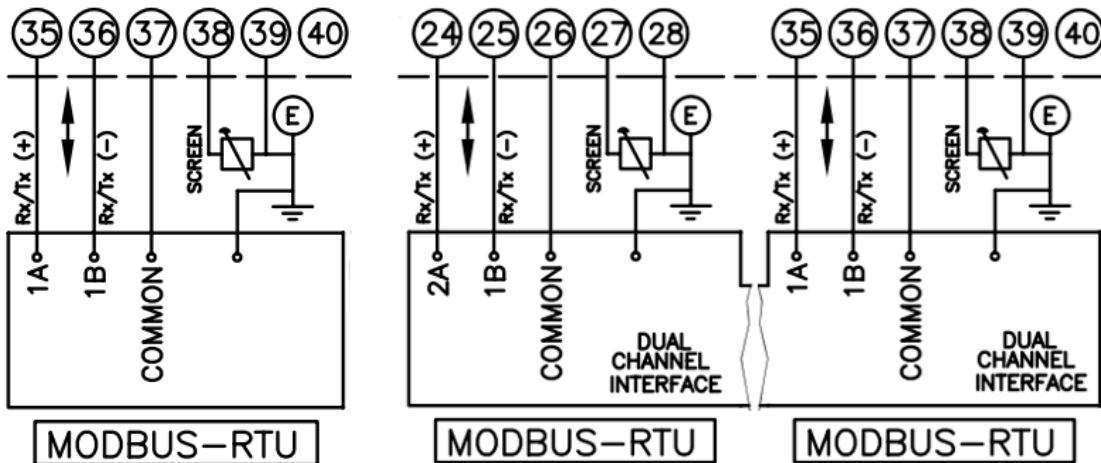 35 36 37 38 39 40
24 25 26 27 28
35 36 37 38 39 40
Rx/Tx (+)
Rx/Tx (-)
SCREEN
E
1A
1B
COMMON
MODBUS-RTU
Rx/Tx (+)
Rx/Tx (-)
SCREEN
E
2A
1B
COMMON
DUAL
CHANNEL
INTERFACE
MODBUS-RTU
Rx/Tx (+)
Rx/Tx (-)
SCREEN
E
1A
1B
COMMON
DUAL
CHANNEL
INTERFACE
MODBUS-RTU